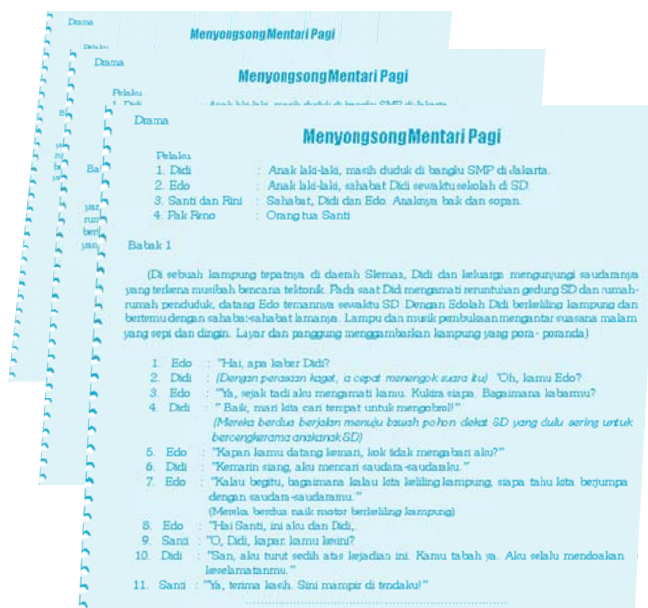 Drama
Menyongsong Mentari Pagi
Drama
Menyongsong Mentari Pagi
Pelaku
Drama
Menyongsong Mentari Pagi
Pelaku
1. Didi : Anak laki-laki, masih duduk di bangku SMP di Jakarta.
2. Edo : Anak laki-laki, sahabat Didi sewaktu sekolah di SD.
3. Santi dan Rini : Sahabat, Didi dan Edo. Anaknya baik dan sopan.
4. Pak Reno : Orang tua Santi
Babak 1
(Di sebuah kampung tepatnya di daerah Slemas, Didi dan keluarga mengunjungi saudaranya
yang terkena musibah bencana tektonik. Pada saat Didi mengamati reruntuhan gedung SD dan rumah-
rumah penduduk, datang Edo temannya sewaktu SD. Dengan Edolah Didi berkeliling kampung dan
bertemu dengan sahabat-sahabat lamanya. Lampu dan musik pembukaan mengantar suasana malam
yang sepi dan dingin. Layar dan panggung menggambarkan kampung yang pora- poranda)
1. Edo : "Hai, apa kabar Didi?
2. Didi : (Dengan perasaan kaget, ia cepat menengok suara itu) "Oh, kamu Edo?
3. Edo : "Ya, sejak tadi aku mengamati kamu. Kukira siapa. Bagaimana kabarmu?
4. Didi : " Baik, mari kita cari tempat untuk mengobrol!"
(Mereka berdua berjalan menuju bawah pohon dekat SD yang dulu sering untuk
bercengkerama anakanak SD)
5. Edo : "Kapan kamu datang kemari, kok tidak mengabari aku?"
6. Didi : "Kemarin siang, aku mencari saudara-saudaraku."
7. Edo : "Kalau begitu, bagaimana kalau kita keliling kampung, siapa tahu kita berjumpa
dengan saudara-saudaramu."
(Mereka berdua naik motor berkeliling kampung)
8. Edo : "Hai Santi, ini aku dan Didi,.
9. Santi : "O, Didi, kapan kamu kesini?
10. Didi : "San, aku turut sedih atas kejadian ini. Kamu tabah ya. Aku selalu mendoakan
keselamatanmu."
11. Santi : "Ya, terima kasih. Sini mampir di tendaku!"